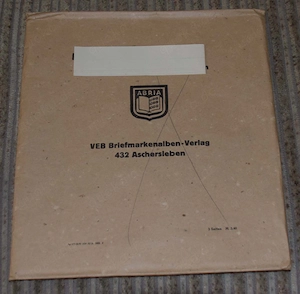 ABRIA
VEB Briefmarkenalben-Verlag
432 Aschersleben